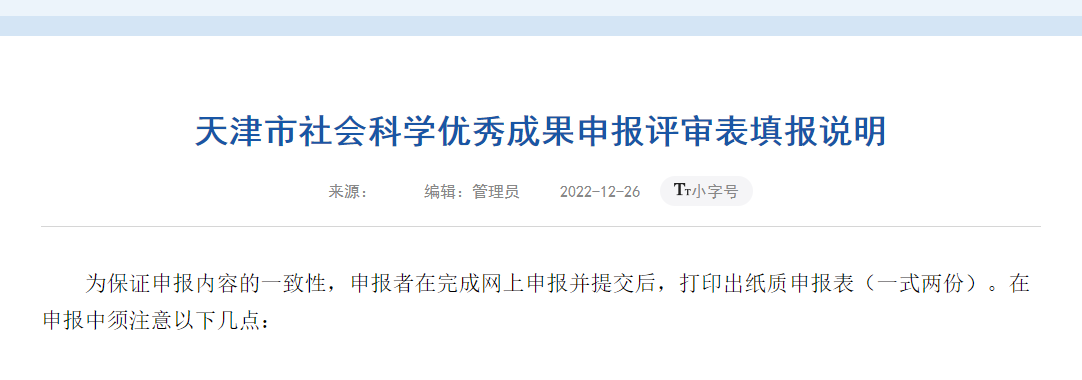 天津市社会科学优秀成果申报评审表填报说明
来源： 编辑：管理员 2022-12-26 TT小字号
为保证申报内容的一致性，申报者在完成网上申报并提交后，打印出纸质申报表（一式两份）。在
申报中须注意以下几点：